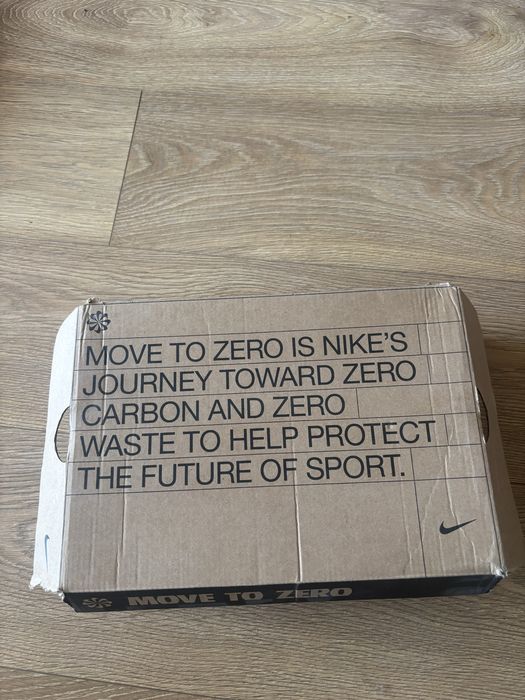 MOVE TO ZERO IS NIKE'S
JOURNEY TOWARD ZERO
CARBON AND ZERO
WASTE TO HELP PROTECT
THE FUTURE OF SPORT.
MOVE TO ZERO